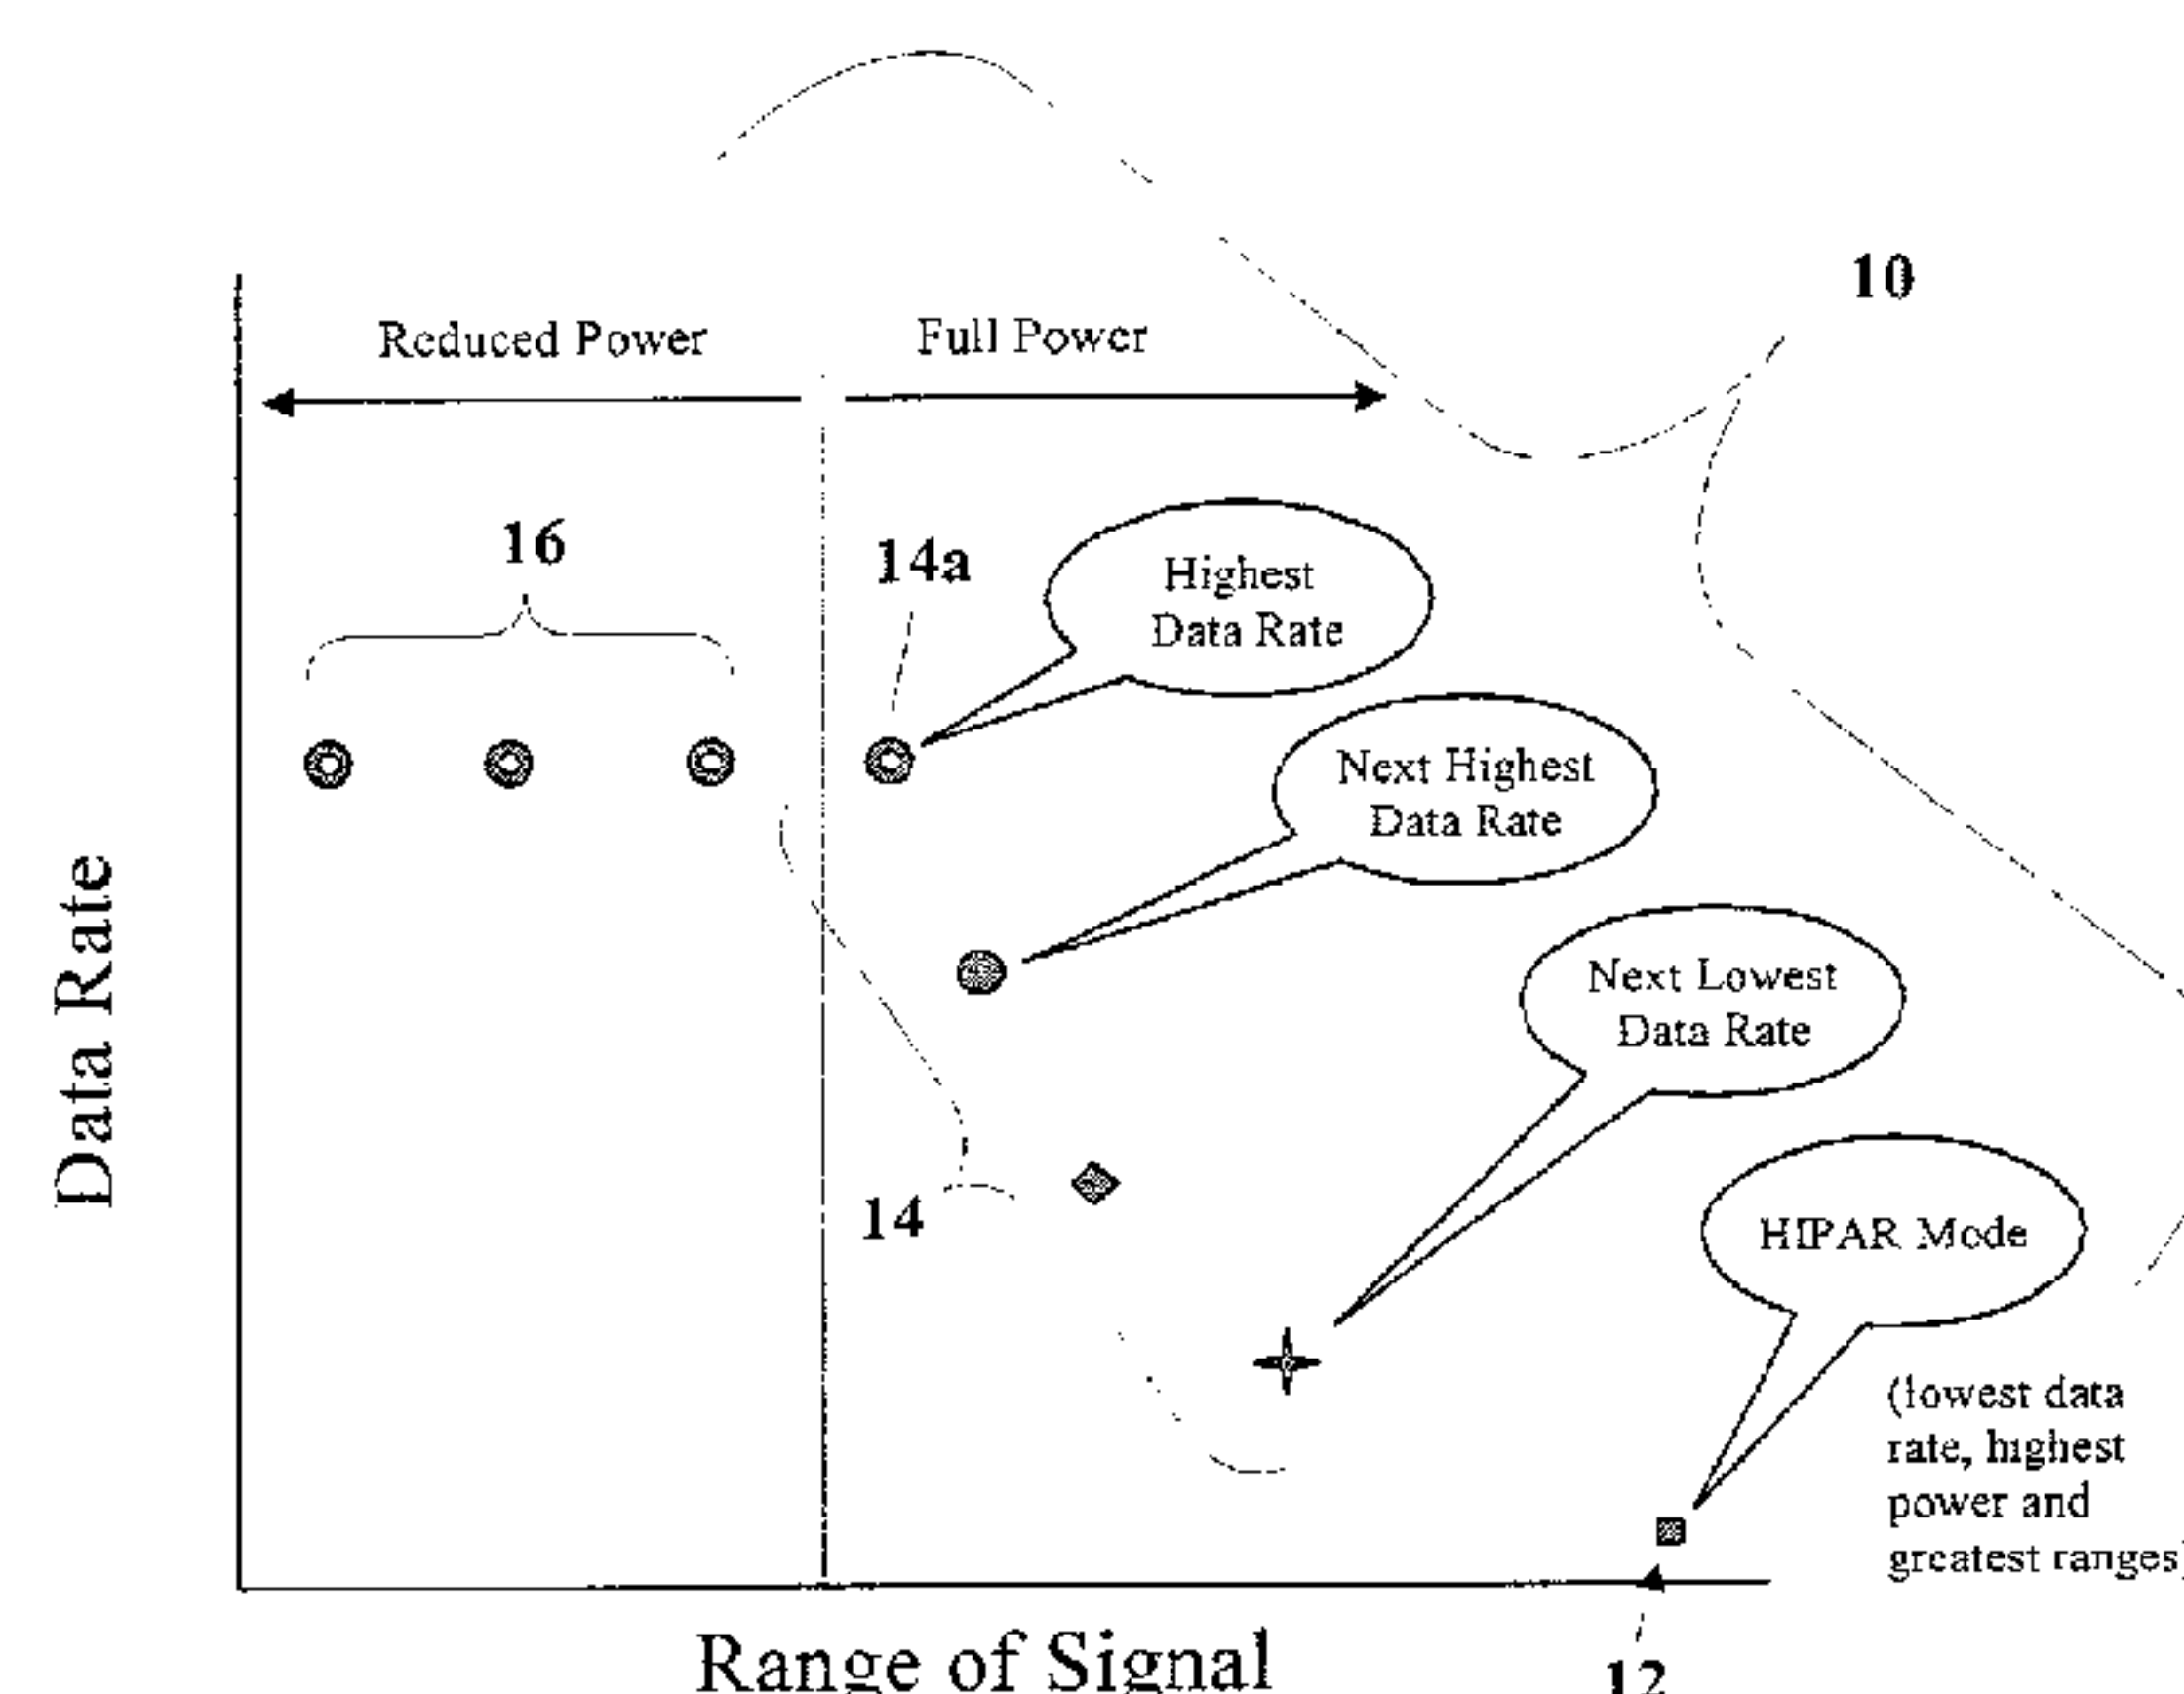 10
Reduced Power
Full Power
16
14a
Highest
Data Rate
Next Highest
Data Rate
Next Lowest
Data Rate
Data Rate
14
HIPAR Mode
(lowest data
rate, highest
power and
greatest ranges)
Range of Signal
12